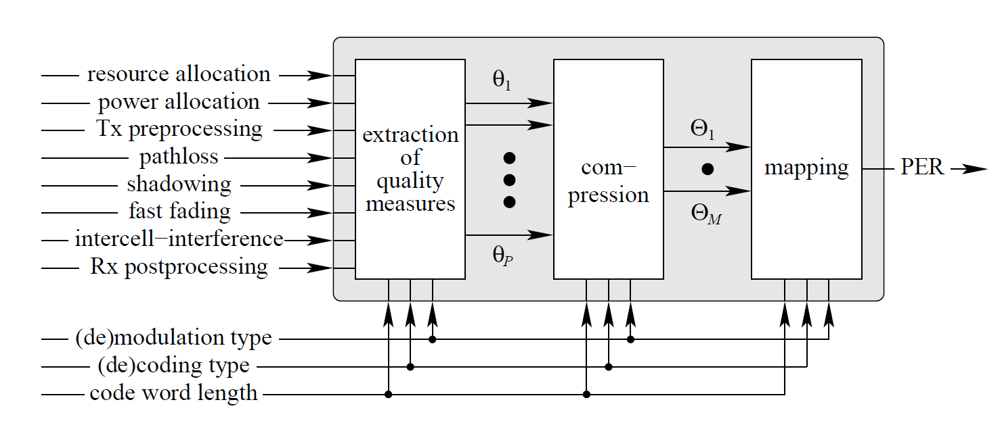 resource allocation
power allocation
Tx preprocessing
pathloss
shadowing
fast fading
intercell−interference
Rx postprocessing
extraction
of
quality
measures
θ1
θP
com−
pression
Θ1
ΘM
mapping
PER
(de)modulation type
(de)coding type
code word length